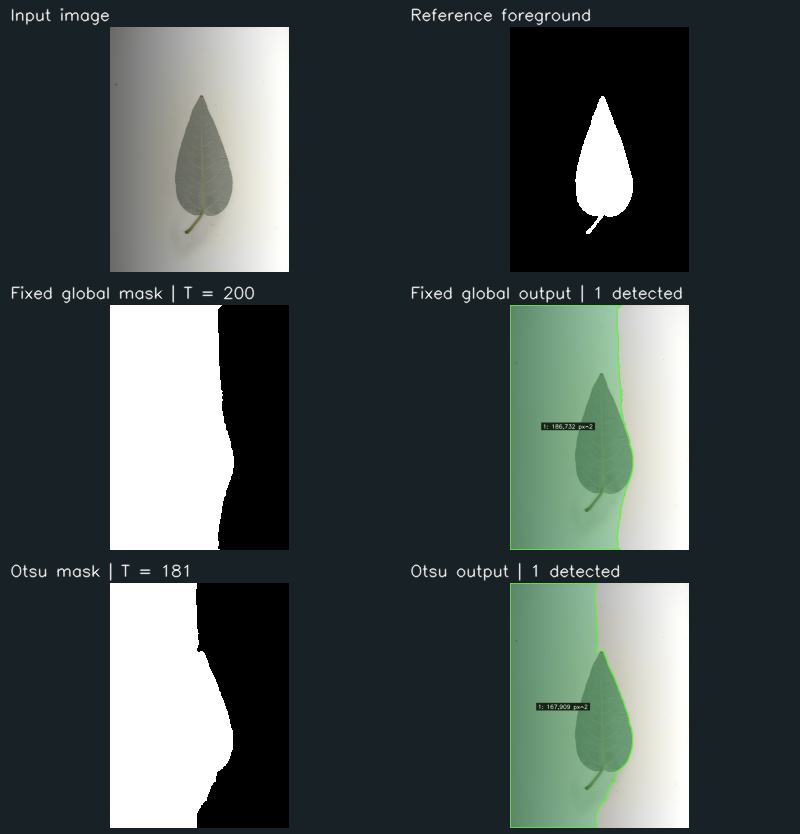 Input image
Reference foreground
Fixed global mask | T = 200
Fixed global output | 1 detected
1: 186,732 px^2
Otsu mask | T = 181
Otsu output | 1 detected
1: 167,909 px^2